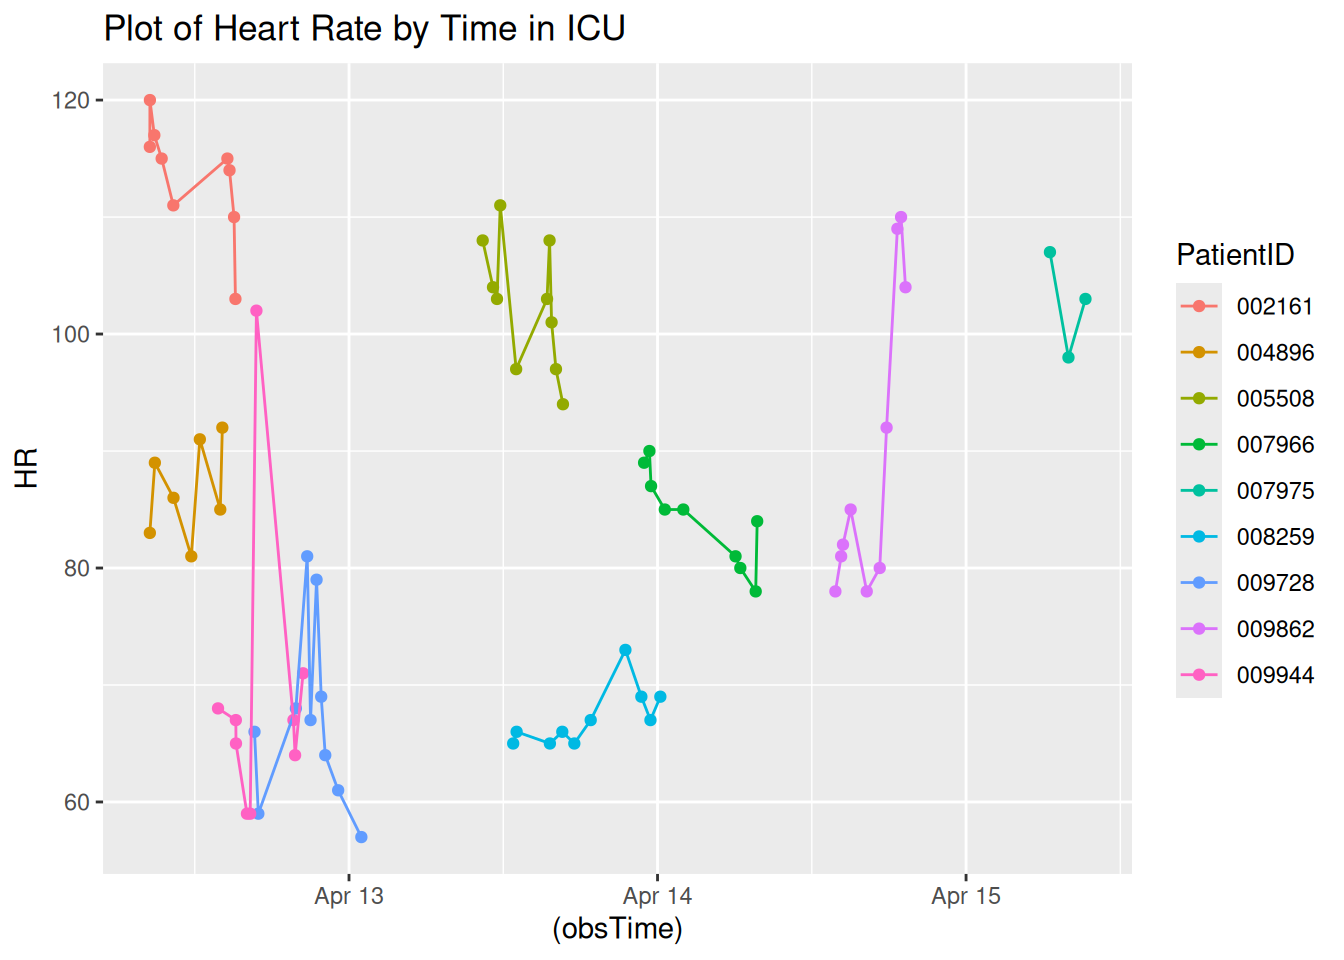 Plot of Heart Rate by Time in ICU
120
100
80
60
HR
Apr 13
Apr 14
Apr 15
(obsTime)
PatientID
002161
004896
005508
007966
007975
008259
009728
009862
009944